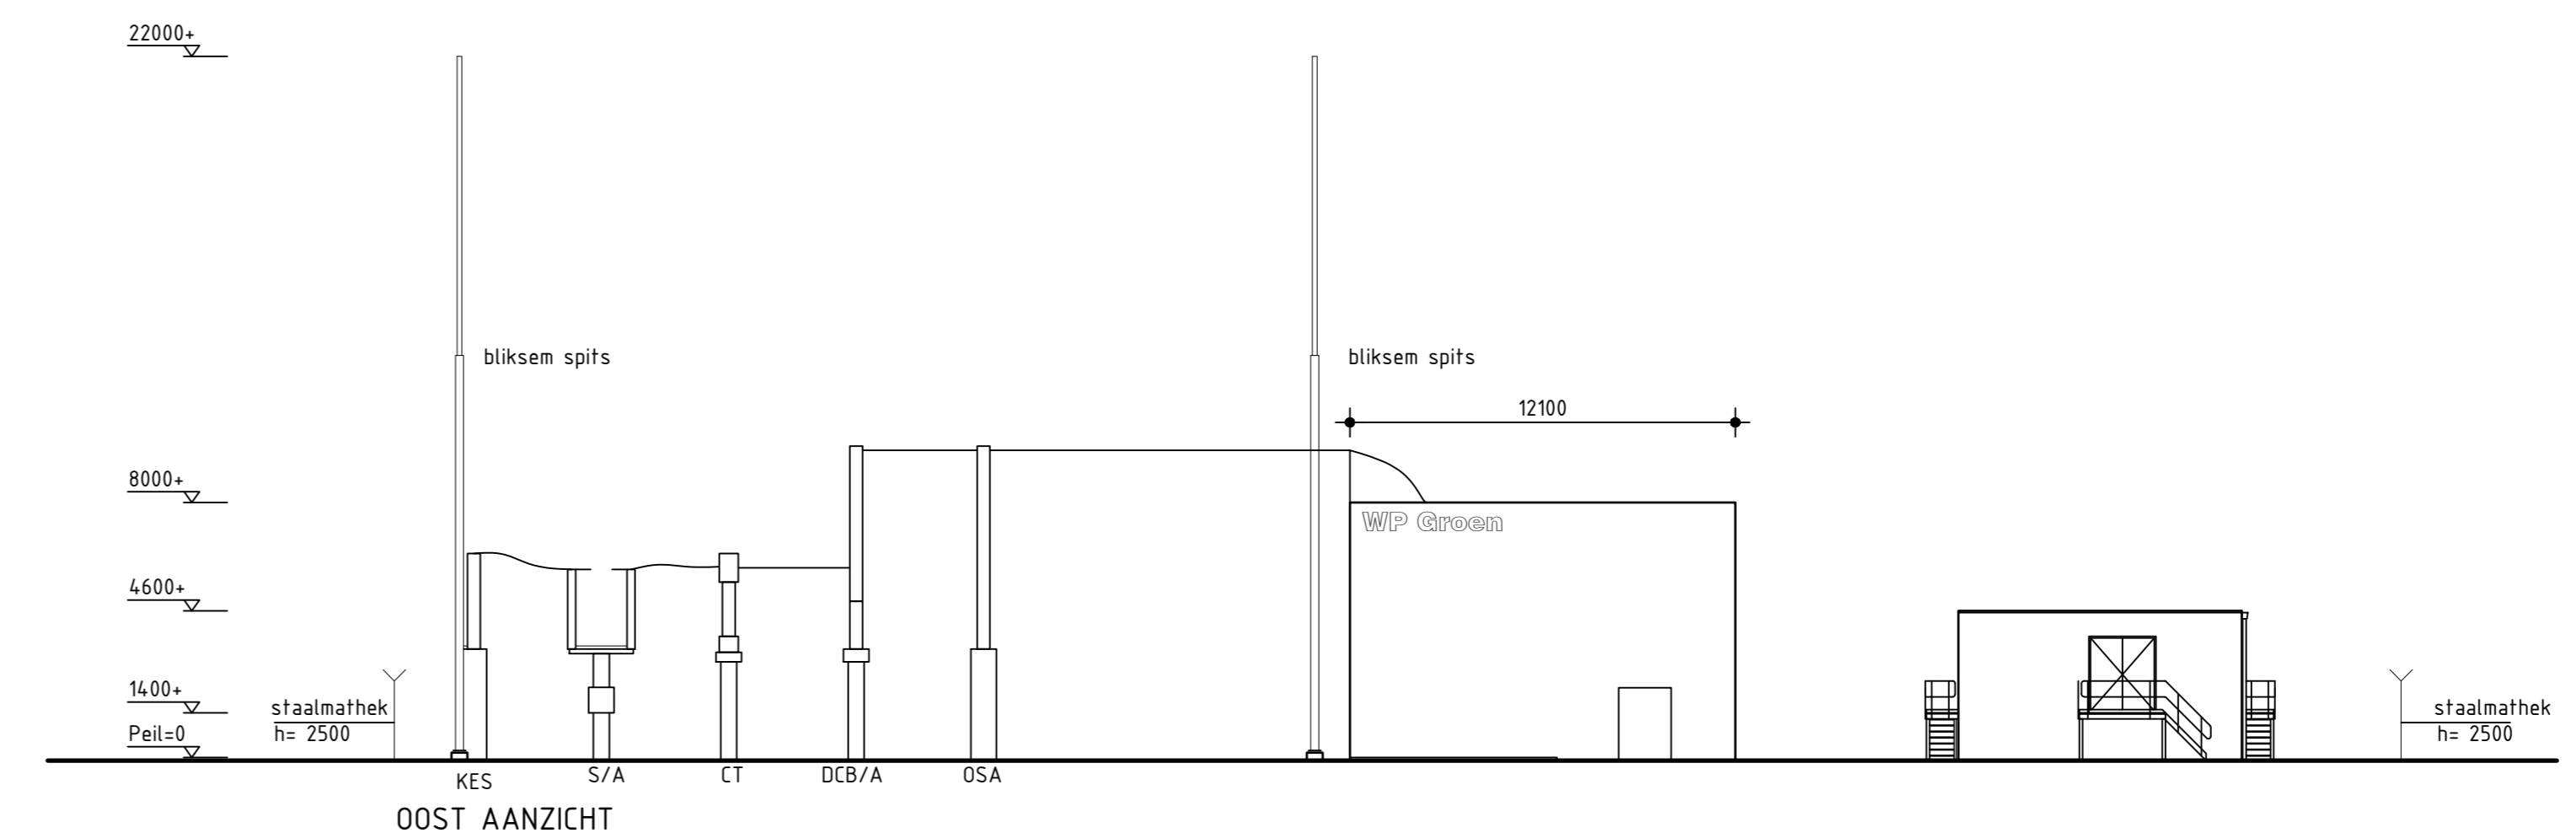 22000+
bliksem spits
bliksem spits
12100
8000+
WP Groen
4600+
1400+
staalmathek
h= 2500
Peil=0
staalmathek
h= 2500
KES
S/A
CT
DCB/A
OSA
OOST AANZICHT